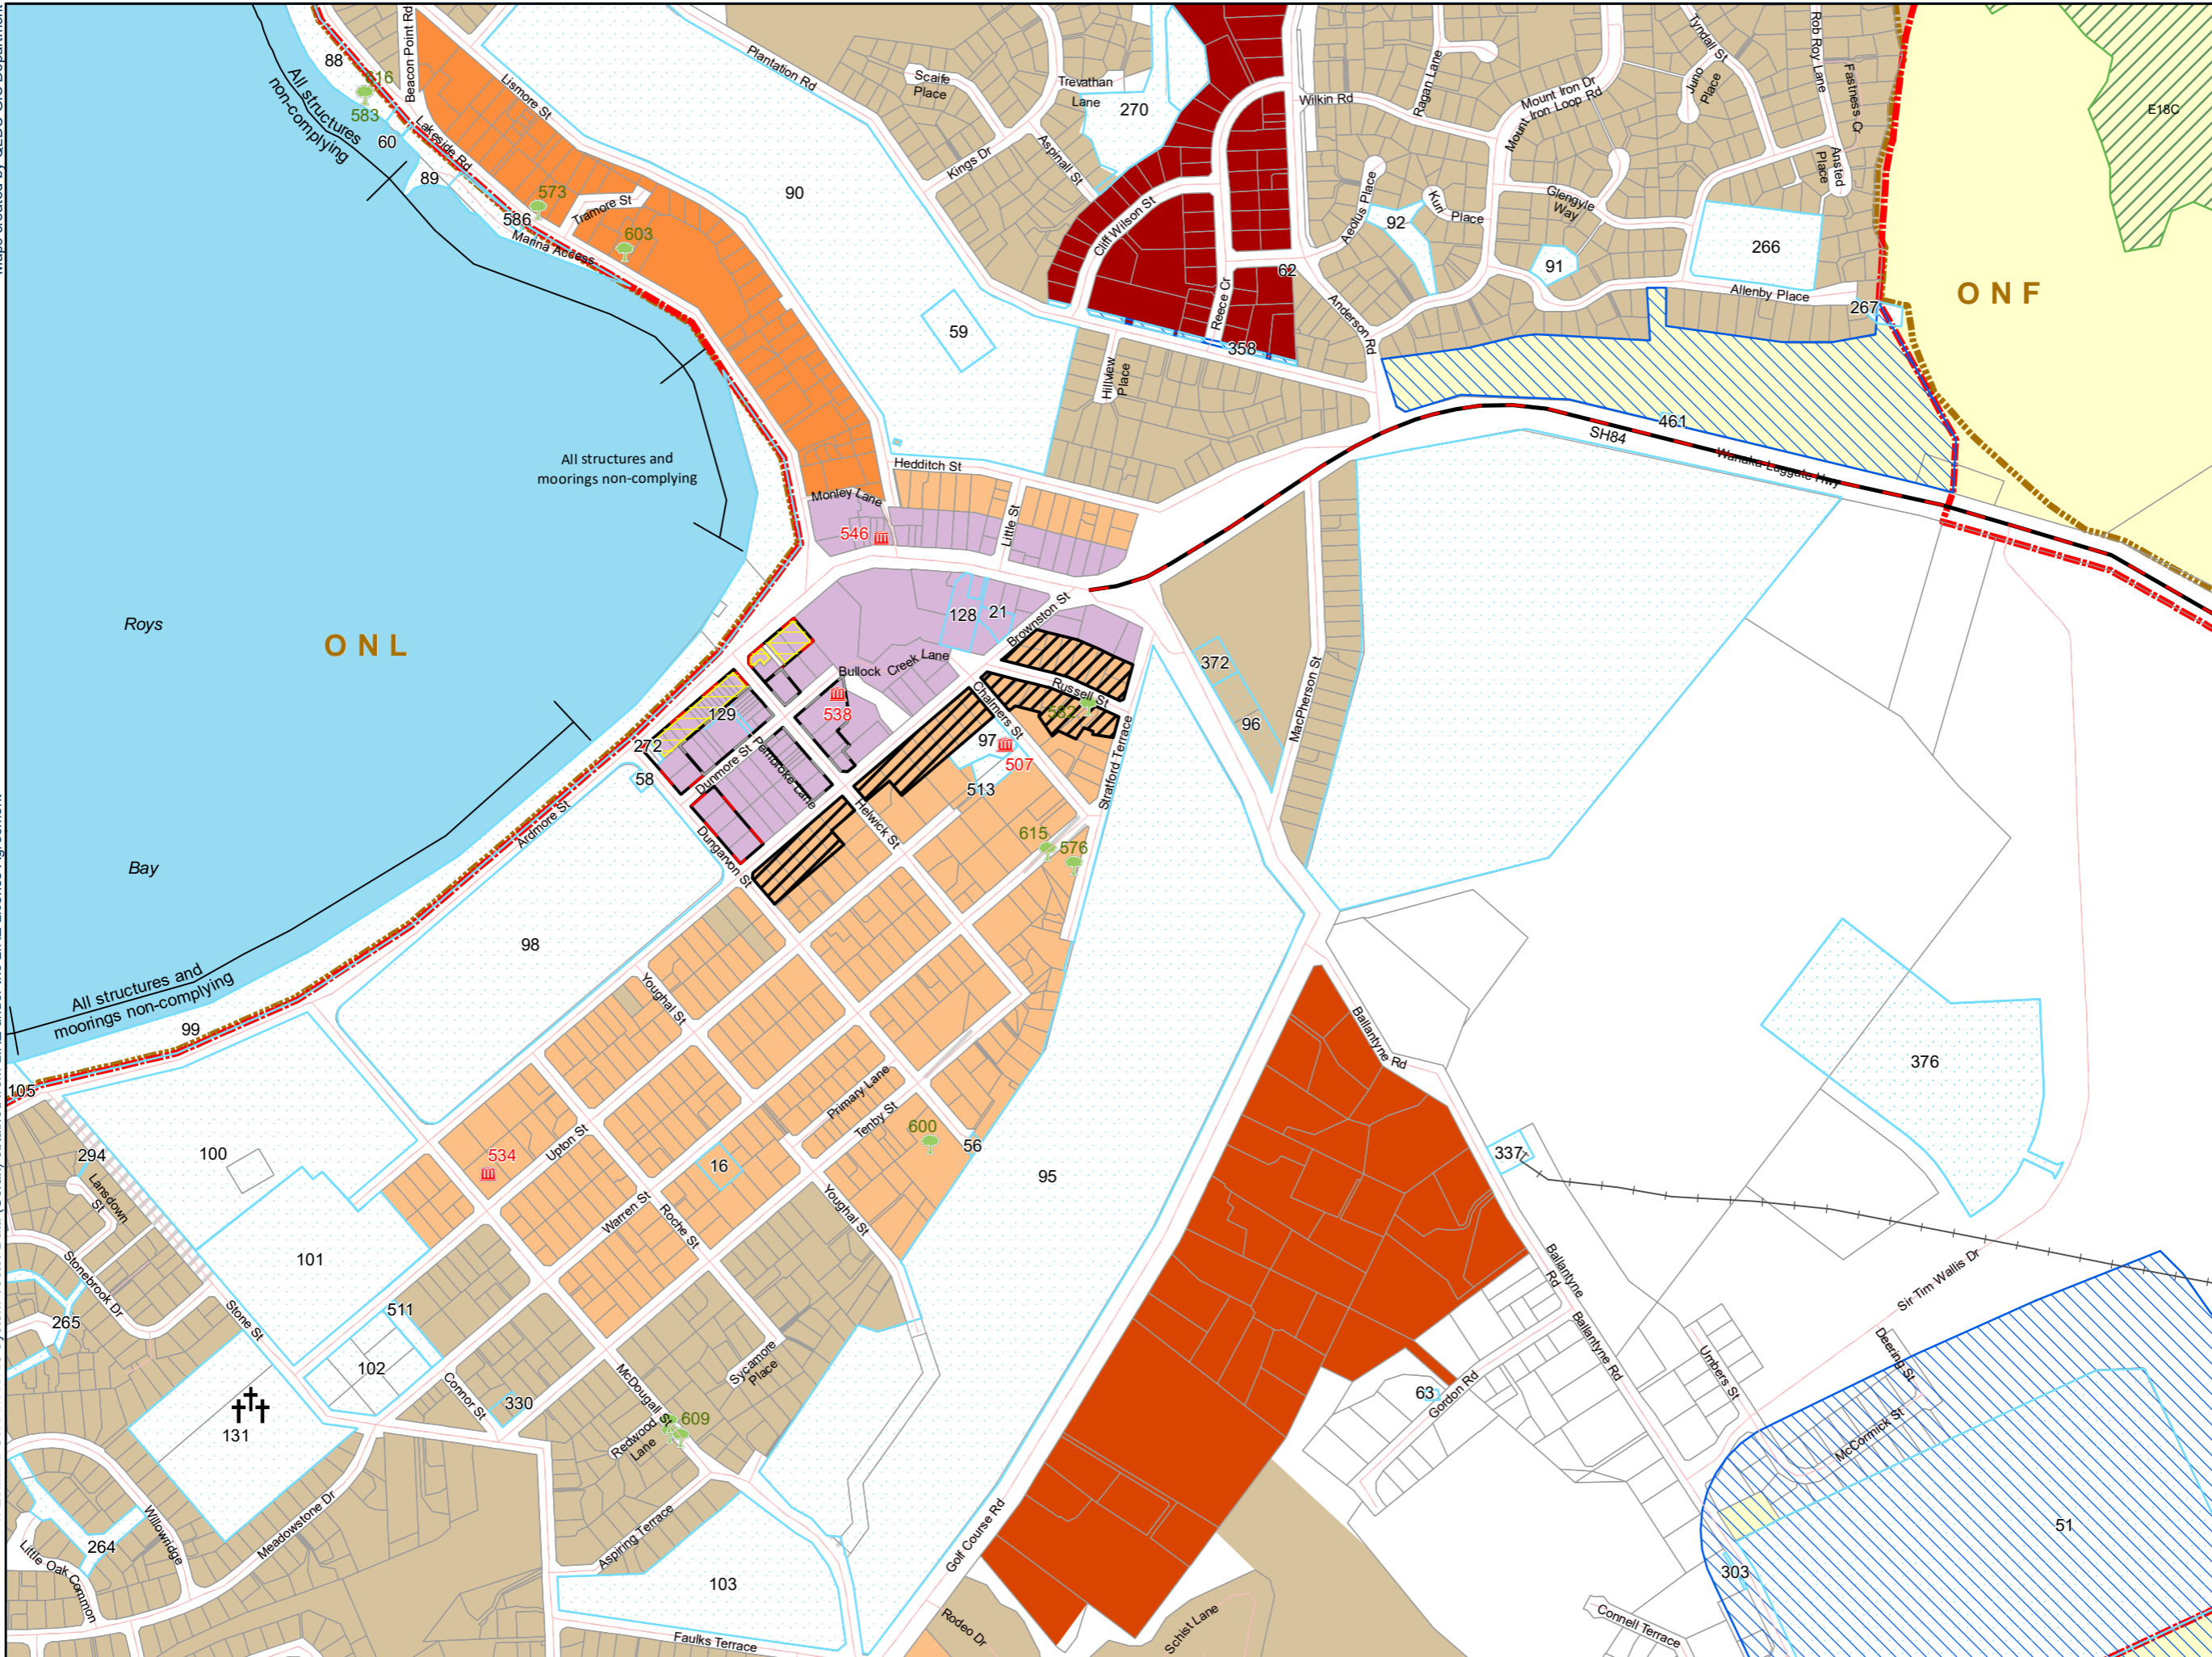 88
616
583
60
All structures
non-complying
Beacon Point Rd
Lismore St
Lakeside Rd
89
573
586
Tramore St
603
Marina Access
Plantation Rd
Scaife
Place
Trevathan
Lane
270
Kings Dr
Aspinall St
90
59
Cliff Wilson St
Reece Cr
62
358
Hillview
Place
Wilkin Rd
Ragan Lane
Mount Iron Dr
Mount Iron Loop Rd
Tyndall St
Juno
Place
Rob Roy Lane
Fastness Cr
Ansted
Place
Aeolus Place
92
Kuri Place
Glengyle
Way
91
266
Allenby Place
267
Anderson Rd
E18C
ONF
461
SH84
Wanaka-Luggate Hwy
All structures and
moorings non-complying
Hedditch St
Monley Lane
546
Little St
Roys
ONL
Bay
128
21
Brownston St
Bullock Creek Lane
538
129
272
58
Dunmore St
Pembroke Lane
Russell St
582
Chalmers St
97
507
513
Stratford Terrace
372
96
MacPherson St
Ardmore St
Dungarvon St
Helwick St
615
576
98
Youghal St
All structures and
moorings non-complying
99
105
100
294
Lansdown
St
Stonebrook Dr
265
101
511
102
Stone St
534
Upton St
Warren St
Roche St
16
Primary Lane
Tenby St
600
56
Youghal St
95
Ballantyne Rd
376
337
Ballantyne
Rd
Ballantyne Rd
Sir Tim Wallis Dr
Deering St
Umbers St
McCormick St
51
303
Connell Terrace
63
Gordon Rd
Golf Course Rd
Rodeo Dr
Schist Lane
Sycamore
Place
McDougall St
609
Redwood
Lane
Connor St
330
131
Meadowstone Dr
Willowridge
264
Little Oak Common
Aspiring Terrace
103
Faulks Terrace